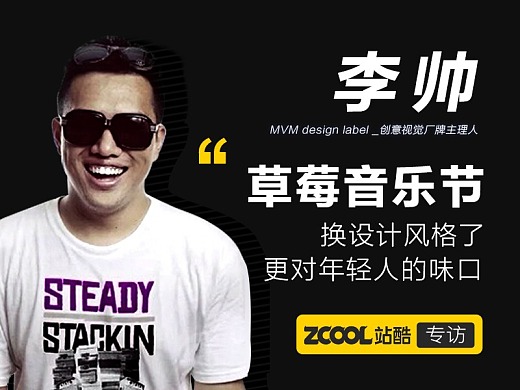 李帅
MVM design label _创意视觉厂牌主理人
“
草莓音乐节
换设计风格了
更对年轻人的味口
ZCOOL站酷 专访
STEADY
STACKIN